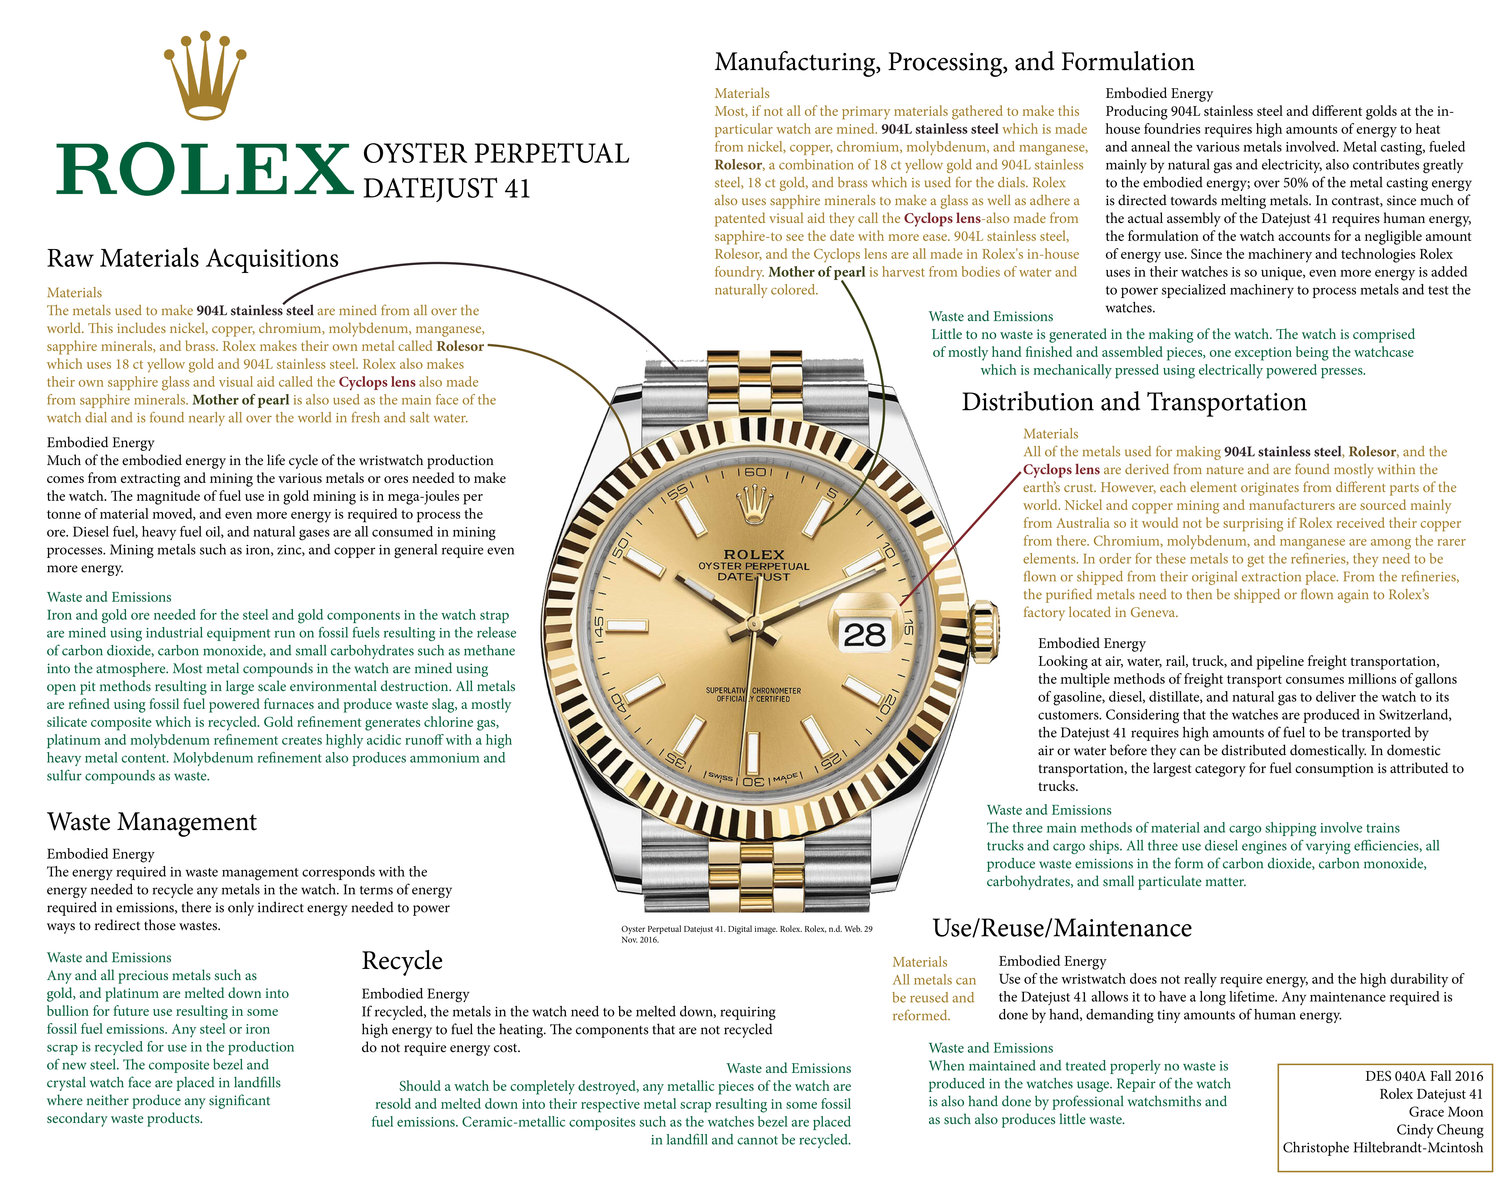 ROLEX
OYSTER PERPETUAL
DATEJUST 41
Raw Materials Acquisitions
Materials
The metals used to make 904L stainless steel are mined from all over the
world. This includes nickel, copper, chromium, molybdenum, manganese,
sapphire minerals, and brass. Rolex makes their own metal called Rolesor
which uses 18 ct yellow gold and 904L stainless steel. Rolex also makes
their own sapphire glass and visual aid called the Cyclops lens also made
from sapphire minerals. Mother of pearl is also used as the main face of the
watch dial and is found nearly all over the world in fresh and salt water.
Embodied Energy
Much of the embodied energy in the life cycle of the wristwatch production
comes from extracting and mining the various metals or ores needed to make
the watch. The magnitude of fuel use in gold mining is in mega-joules per
tonne of material moved, and even more energy is required to process the
ore. Diesel fuel, heavy fuel oil, and natural gases are all consumed in mining
processes. Mining metals such as iron, zinc, and copper in general require even
more energy.
Waste and Emissions
Iron and gold ore needed for the steel and gold components in the watch strap
are mined using industrial equipment run on fossil fuels resulting in the release
of carbon dioxide, carbon monoxide, and small carbohydrates such as methane
into the atmosphere. Most metal compounds in the watch are mined using
open pit methods resulting in large scale environmental destruction. All metals
are refined using fossil fuel powered furnaces and produce waste slag, a mostly
silicate composite which is recycled. Gold refinement generates chlorine gas,
platinum and molybdenum refinement creates highly acidic runoff with a high
heavy metal content. Molybdenum refinement also produces ammonium and
sulfur compounds as waste.
Waste Management
Embodied Energy
The energy required in waste management corresponds with the
energy needed to recycle any metals in the watch. In terms of energy
required in emissions, there is only indirect energy needed to power
ways to redirect those wastes.
Waste and Emissions
Any and all precious metals such as
gold, and platinum are melted down into
bullion for future use resulting in some
fossil fuel emissions. Any steel or iron
scrap is recycled for use in the production
of new steel. The composite bezel and
crystal watch face are placed in landfills
where neither produce any significant
secondary waste products.
Recycle
Embodied Energy
If recycled, the metals in the watch need to be melted down, requiring
high energy to fuel the heating. The components that are not recycled
do not require energy cost.
Waste and Emissions
Should a watch be completely destroyed, any metallic pieces of the watch are
resold and melted down into their respective metal scrap resulting in some fossil
fuel emissions. Ceramic-metallic composites such as the watches bezel are placed
in landfill and cannot be recycled.
60
5
10
15
20
25
30
35
40
45
50
55
ROLEX
OYSTER PERPETUAL
DATEJUST
28
SUPERLATIVE CHRONOMETER
OFFICIALLY CERTIFIED
SWISS MADE
Oyster Perpetual Datejust 41. Digital image. Rolex. Rolex, n.d. Web. 29
Nov. 2016.
Manufacturing, Processing, and Formulation
Materials
Most, if not all of the primary materials gathered to make this
particular watch are mined. 904L stainless steel which is made
from nickel, copper, chromium, molybdenum, and manganese,
Rolesor, a combination of 18 ct yellow gold and 904L stainless
steel, 18 ct gold, and brass which is used for the dials. Rolex
also uses sapphire minerals to make a glass as well as adhere a
patented visual aid they call the Cyclops lens-also made from
sapphire-to see the date with more ease. 904L stainless steel,
Rolesor, and the Cyclops lens are all made in Rolex's in-house
foundry. Mother of pearl is harvest from bodies of water and
naturally colored.
Embodied Energy
Producing 904L stainless steel and different golds at the in-
house foundries requires high amounts of energy to heat
and anneal the various metals involved. Metal casting, fueled
mainly by natural gas and electricity, also contributes greatly
to the embodied energy; over 50% of the metal casting energy
is directed towards melting metals. In contrast, since much of
the actual assembly of the Datejust 41 requires human energy,
the formulation of the watch accounts for a negligible amount
of energy use. Since the machinery and technologies Rolex
uses in their watches is so unique, even more energy is added
to power specialized machinery to process metals and test the
watches.
Waste and Emissions
Little to no waste is generated in the making of the watch. The watch is comprised
of mostly hand finished and assembled pieces, one exception being the watchcase
which is mechanically pressed using electrically powered presses.
Distribution and Transportation
Materials
All of the metals used for making 904L stainless steel, Rolesor, and the
Cyclops lens are derived from nature and are found mostly within the
earth's crust. However, each element originates from different parts of the
world. Nickel and copper mining and manufacturers are sourced mainly
from Australia so it would not be surprising if Rolex received their copper
from there. Chromium, molybdenum, and manganese are among the rarer
elements. In order for these metals to get the refineries, they need to be
flown or shipped from their original extraction place. From the refineries,
the purified metals need to then be shipped or flown again to Rolex's
factory located in Geneva.
Embodied Energy
Looking at air, water, rail, truck, and pipeline freight transportation,
the multiple methods of freight transport consumes millions of gallons
of gasoline, diesel, distillate, and natural gas to deliver the watch to its
customers. Considering that the watches are produced in Switzerland,
the Datejust 41 requires high amounts of fuel to be transported by
air or water before they can be distributed domestically. In domestic
transportation, the largest category for fuel consumption is attributed to
trucks.
Waste and Emissions
The three main methods of material and cargo shipping involve trains
trucks and cargo ships. All three use diesel engines of varying efficiencies, all
produce waste emissions in the form of carbon dioxide, carbon monoxide,
carbohydrates, and small particulate matter.
Use/Reuse/Maintenance
Materials
All metals can
be reused and
reformed.
Embodied Energy
Use of the wristwatch does not really require energy, and the high durability of
the Datejust 41 allows it to have a long lifetime. Any maintenance required is
done by hand, demanding tiny amounts of human energy.
Waste and Emissions
When maintained and treated properly no waste is
produced in the watches usage. Repair of the watch
is also hand done by professional watchsmiths and
as such also produces little waste.
DES 040A Fall 2016
Rolex Datejust 41
Grace Moon
Cindy Cheung
Christophe Hiltebrandt-Mcintosh